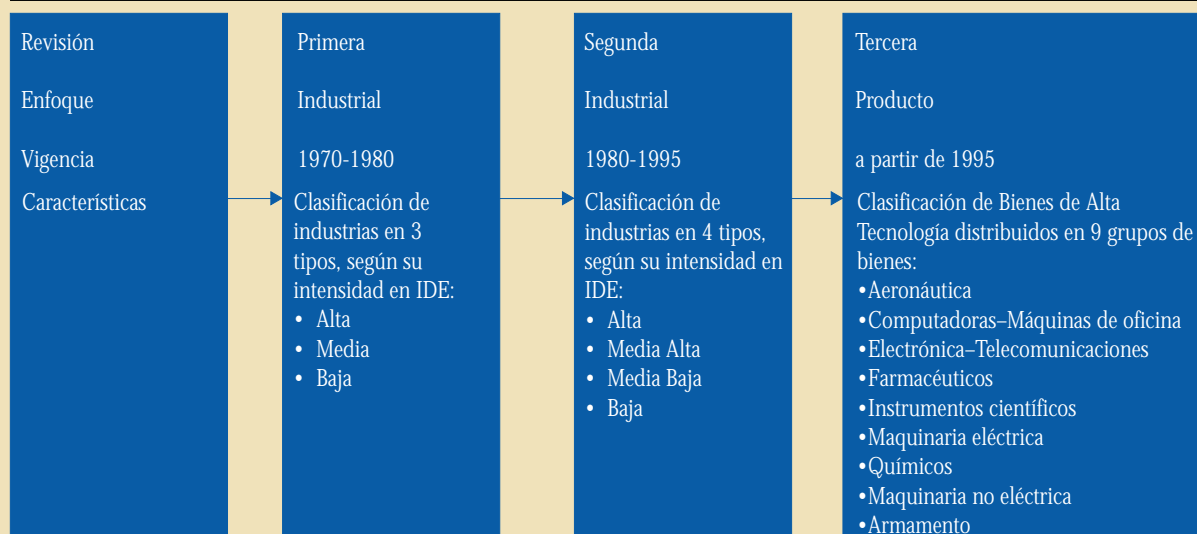 Revisión
Enfoque
Vigencia
Características
Primera
Industrial
1970-1980
Clasificación de
industrias en 3
tipos, según su
intensidad en IDE:
• Alta
• Media
• Baja
Segunda
Industrial
1980-1995
Clasificación de
industrias en 4 tipos,
según su intensidad en
IDE:
• Alta
• Media Alta
• Media Baja
• Baja
Tercera
Producto
a partir de 1995
Clasificación de Bienes de Alta
Tecnología distribuidos en 9 grupos de
bienes:
•Aeronáutica
•Computadoras–Máquinas de oficina
•Electrónica–Telecomunicaciones
•Farmacéuticos
•Instrumentos científicos
•Maquinaria eléctrica
•Químicos
•Maquinaria no eléctrica
•Armamento